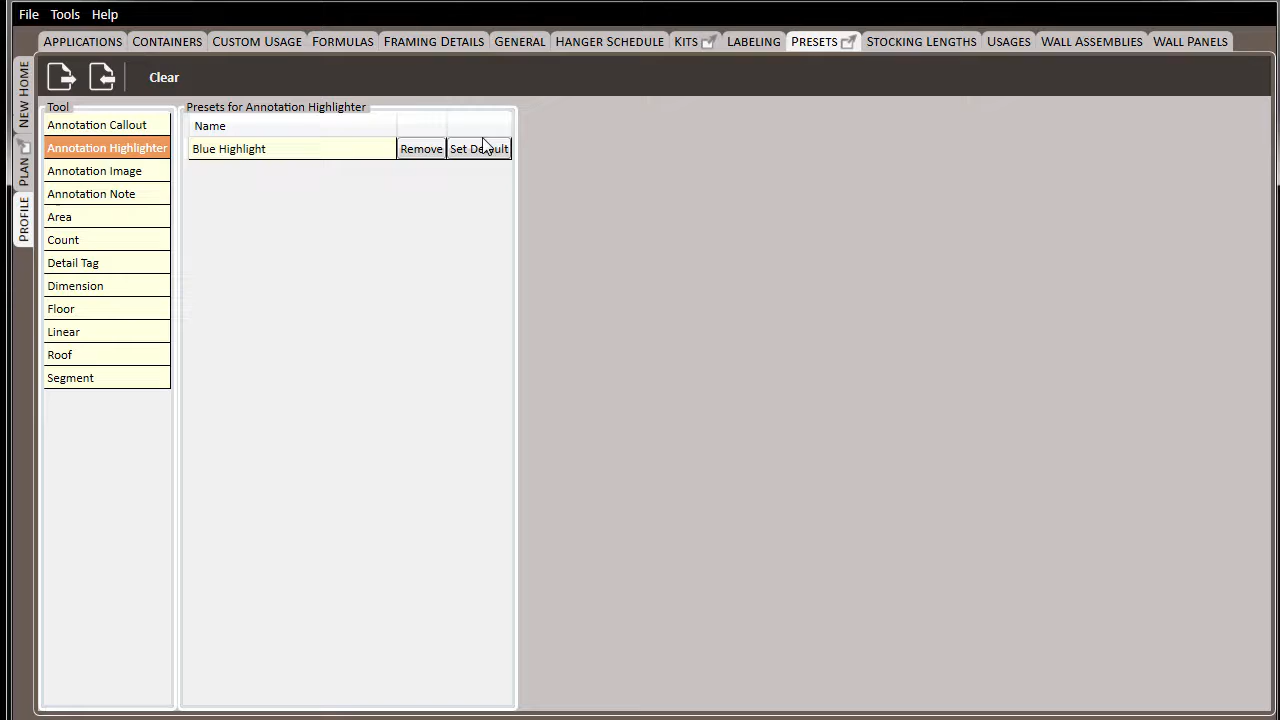 File Tools Help
APPLICATIONS CONTAINERS CUSTOM USAGE FORMULAS FRAMING DETAILS GENERAL HANGER SCHEDULE KITS LABELING PRESETS STOCKING LENGTHS USAGES WALL ASSEMBLIES WALL PANELS
NEW HOME
PLAN
PROFILE
Clear
Tool
Annotation Callout
Annotation Highlighter
Annotation Image
Annotation Note
Area
Count
Detail Tag
Dimension
Floor
Linear
Roof
Segment
Presets for Annotation Highlighter
Name
Blue Highlight Remove Set Default